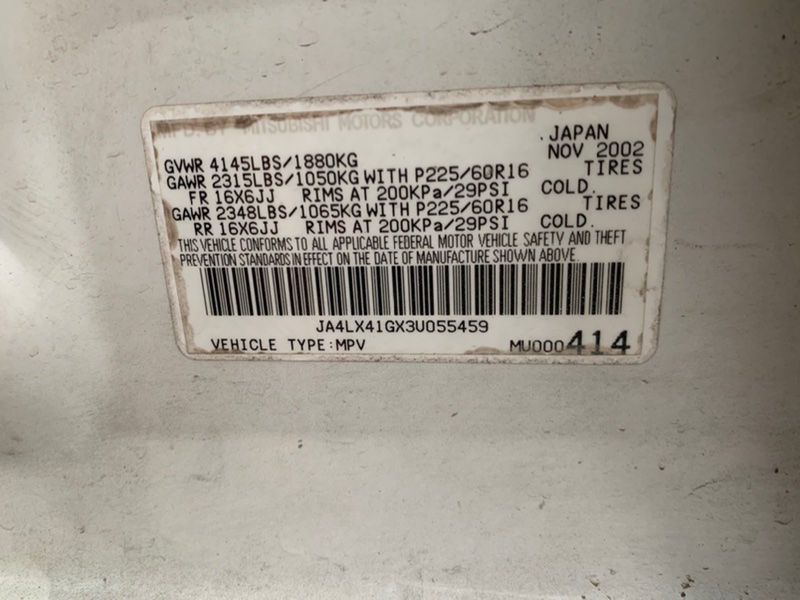 MFD. BY MITSUBISHI MOTORS CORPORATION
. JAPAN
GVWR 4145LBS/1880KG NOV 2002
GAWR 2315LBS/1050KG WITH P225/60R16 TIRES
FR 16X6JJ RIMS AT 200KPa/29PSI COLD.
GAWR 2348LBS/1065KG WITH P225/60R16 TIRES
RR 16X6JJ RIMS AT 200KPa/29PSI COLD.
THIS VEHICLE CONFORMS TO ALL APPLICABLE FEDERAL MOTOR VEHICLE SAFETY AND THEFT
PREVENTION STANDARDS IN EFFECT ON THE DATE OF MANUFACTURE SHOWN ABOVE.
JA4LX41GX3U055459
VEHICLE TYPE:MPV MU000414